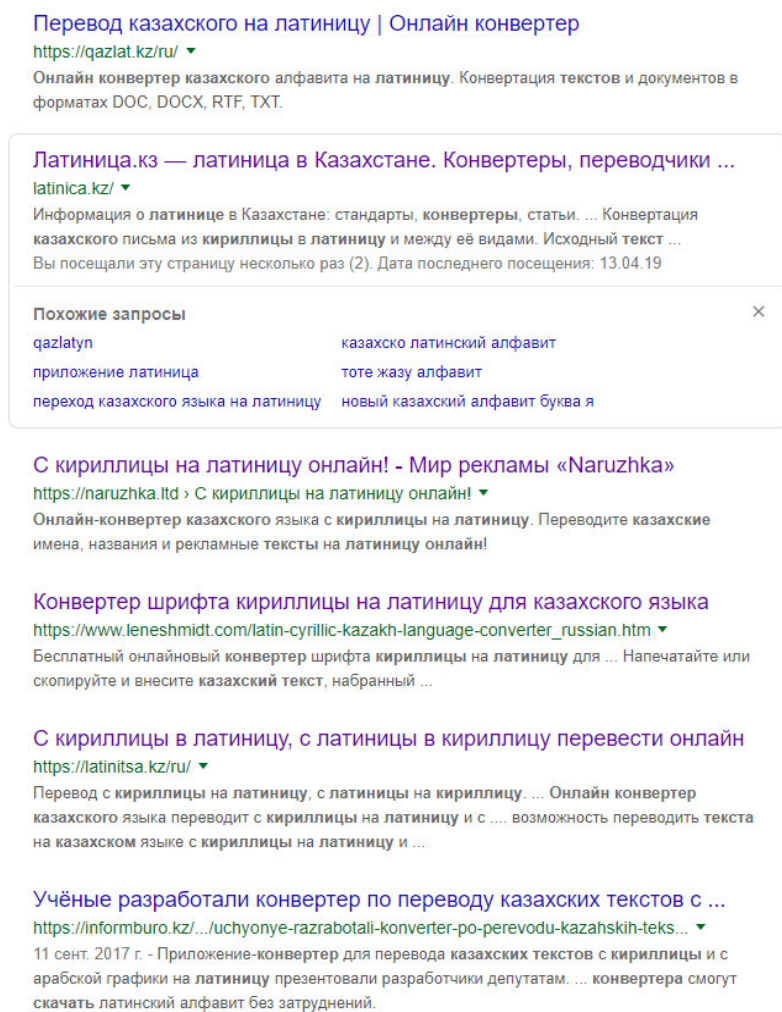 Перевод казахского на латиницу | Онлайн конвертер
https://qazlat.kz/ru/
Онлайн конвертер казахского алфавита на латиницу. Конвертация текстов и документов в
форматах DOC, DOCX, RTF, TXT.
Латиница.кз — латиница в Казахстане. Конвертеры, переводчики ...
latinica.kz/
Информация о латинице в Казахстане: стандарты, конвертеры, статьи. ... Конвертация
казахского письма из кириллицы в латиницу и между её видами. Исходный текст ...
Вы посещали эту страницу несколько раз (2). Дата последнего посещения: 13.04.19
Похожие запросы
qazlatyn
казахско латинский алфавит
приложение латиница
тоте жазу алфавит
переход казахского языка на латиницу
новый казахский алфавит буква я
С кириллицы на латиницу онлайн! - Мир рекламы «Naruzhka»
https://naruzhka.ltd › С кириллицы на латиницу онлайн!
Онлайн-конвертер казахского языка с кириллицы на латиницу. Переводите казахские
имена, названия и рекламные тексты на латиницу онлайн!
Конвертер шрифта кириллицы на латиницу для казахского языка
https://www.leneshmidt.com/latin-cyrillic-kazakh-language-converter_russian.htm
Бесплатный онлайновый конвертер шрифта кириллицы на латиницу для ... Напечатайте или
скопируйте и внесите казахский текст, набранный ...
С кириллицы в латиницу, с латиницы в кириллицу перевести онлайн
https://latinitsa.kz/ru/
Перевод с кириллицы на латиницу, с латиницы на кириллицу. ... Онлайн конвертер
казахского языка переводит с кириллицы на латиницу и с .... возможность переводить текста
на казахском языке с кириллицы на латиницу и ...
Учёные разработали конвертер по переводу казахских текстов с ...
https://informburo.kz/.../uchyonye-razrabotali-konverter-po-perevodu-kazahskih-teks...
11 сент. 2017 г. - Приложение-конвертер для перевода казахских текстов с кириллицы и с
арабской графики на латиницу презентовали разработчики депутатам. ... конвертера смогут
скачать латинский алфавит без затруднений.